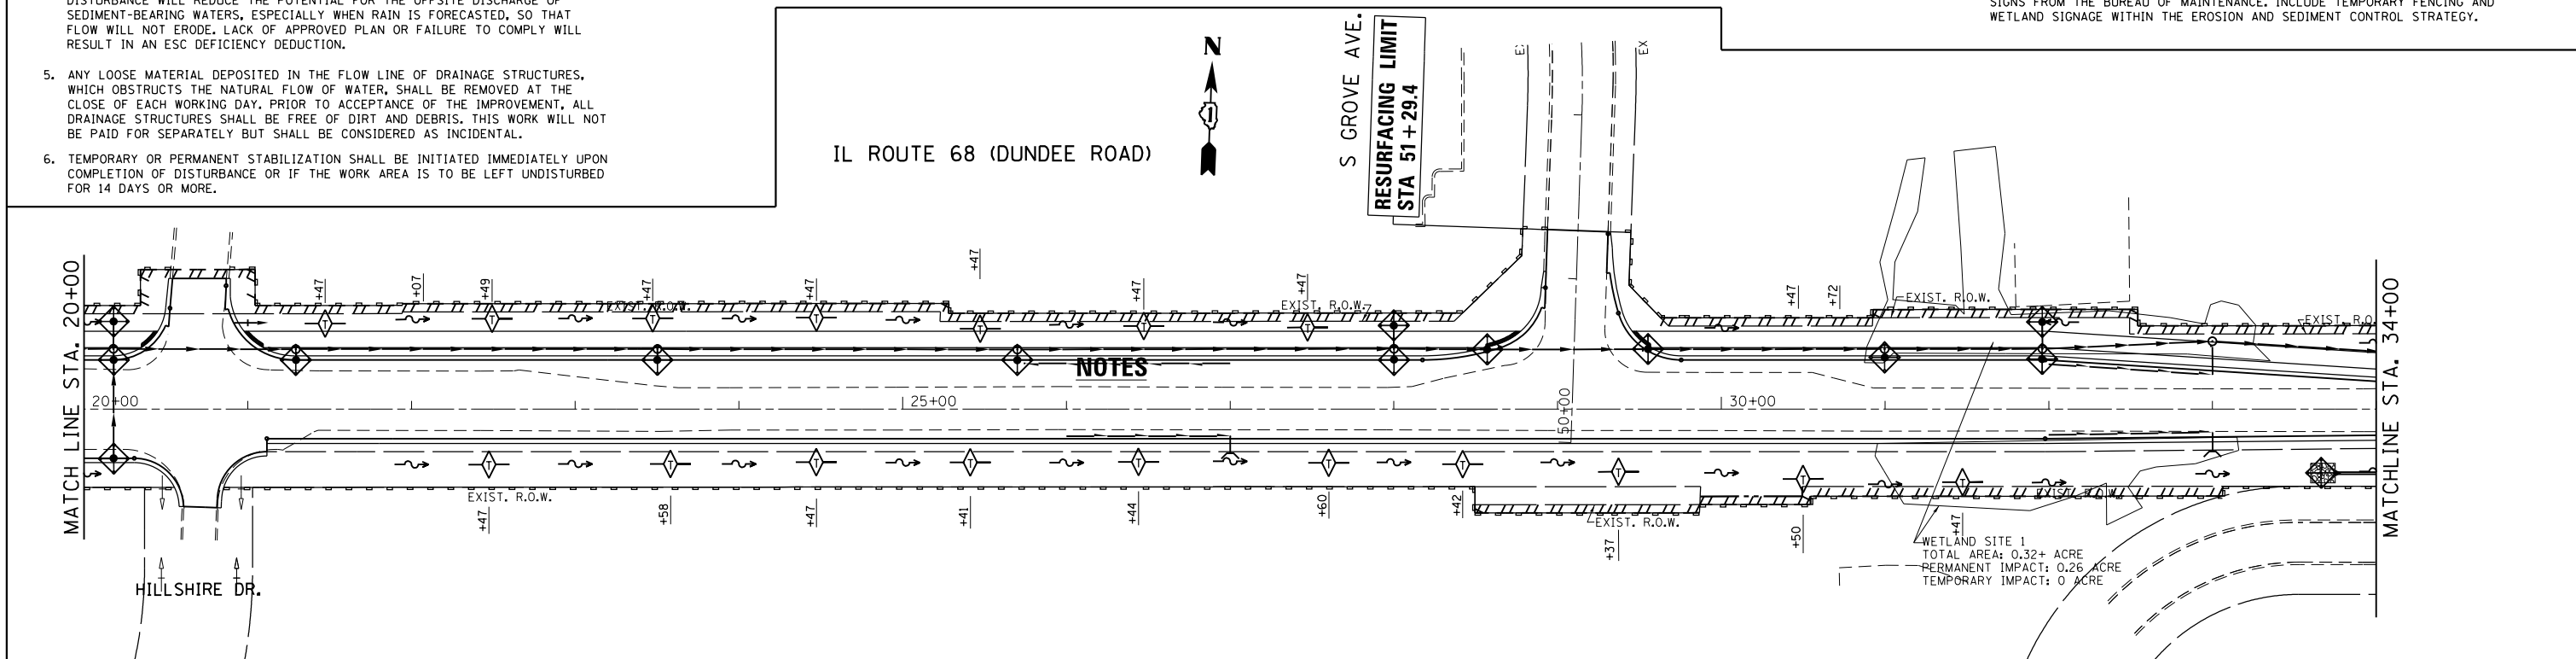 DISTURBANCE WILL REDUCE THE POTENTIAL FOR THE OFFSITE DISCHARGE OF
SEDIMENT-BEARING WATERS, ESPECIALLY WHEN RAIN IS FORECASTED, SO THAT
FLOW WILL NOT ERODE. LACK OF APPROVED PLAN OR FAILURE TO COMPLY WILL
RESULT IN AN ESC DEFICIENCY DEDUCTION.
5. ANY LOOSE MATERIAL DEPOSITED IN THE FLOW LINE OF DRAINAGE STRUCTURES,
WHICH OBSTRUCTS THE NATURAL FLOW OF WATER, SHALL BE REMOVED AT THE
CLOSE OF EACH WORKING DAY. PRIOR TO ACCEPTANCE OF THE IMPROVEMENT, ALL
DRAINAGE STRUCTURES SHALL BE FREE OF DIRT AND DEBRIS. THIS WORK WILL NOT
BE PAID FOR SEPARATELY BUT SHALL BE CONSIDERED AS INCIDENTAL.
6. TEMPORARY OR PERMANENT STABILIZATION SHALL BE INITIATED IMMEDIATELY UPON
COMPLETION OF DISTURBANCE OR IF THE WORK AREA IS TO BE LEFT UNDISTURBED
FOR 14 DAYS OR MORE.
SIGNS FROM THE BUREAU OF MAINTENANCE. INCLUDE TEMPORARY FENCING AND
WETLAND SIGNAGE WITHIN THE EROSION AND SEDIMENT CONTROL STRATEGY.
IL ROUTE 68 (DUNDEE ROAD)
N
1
S GROVE AVE.
RESURFACING LIMIT
STA 51+29.4
EX
MATCH LINE STA. 20+00
+47
+07
+49
+47
+47
+47
+47
+47
+47
+72
EXIST. R.O.W.
EXIST. R.O.W.
EXIST. R.O.W.
EXIST. R.O
T
T
T
T
T
T
T
NOTES
20+00
25+00
50+00
30+00
T
T
T
T
T
T
T
T
T
T
EXIST. R.O.W.
EXIST. R.O.W.
EXIST. R.O.W
+47
+58
+47
+41
+44
+60
+42
+37
+50
+47
WETLAND SITE 1
TOTAL AREA: 0.32+ ACRE
PERMANENT IMPACT: 0.26 ACRE
TEMPORARY IMPACT: 0 ACRE
HILLSHIRE DR.
MATCHLINE STA. 34+00